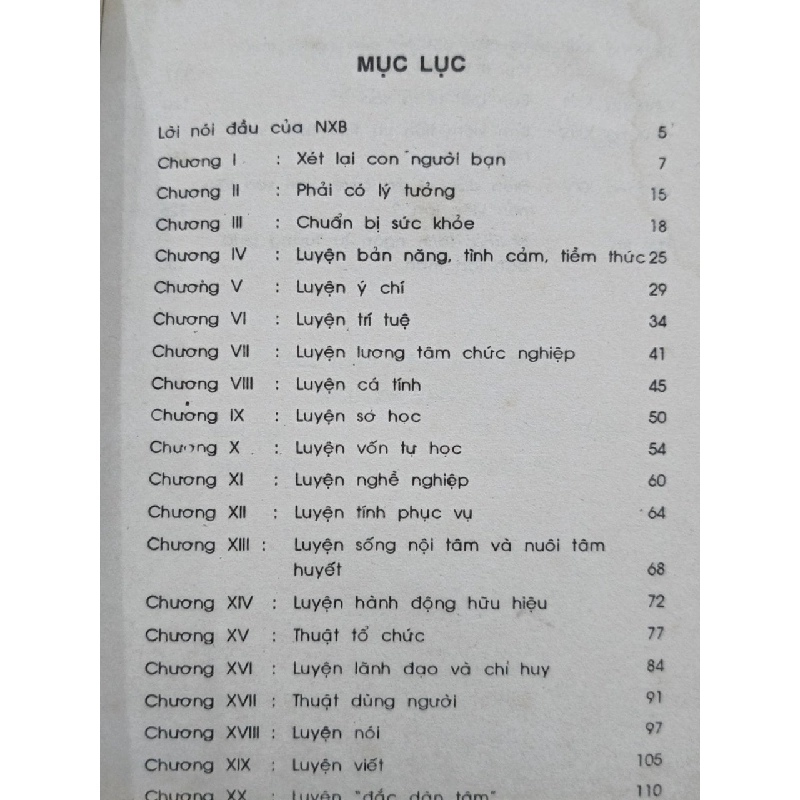 MỤC LỤC
Lời nói đầu của NXB 5
Chương I : Xét lại con người bạn 7
Chương II : Phải có lý tưởng 15
Chương III : Chuẩn bị sức khỏe 18
Chương IV : Luyện bản năng, tình cảm, tiềm thức 25
Chương V : Luyện ý chí 29
Chương VI : Luyện trí tuệ 34
Chương VII : Luyện lương tâm chức nghiệp 41
Chương VIII : Luyện cá tính 45
Chương IX : Luyện sở học 50
Chương X : Luyện vốn tự học 54
Chương XI : Luyện nghề nghiệp 60
Chương XII : Luyện tính phục vụ 64
Chương XIII : Luyện sống nội tâm và nuôi tâm
huyết 68
Chương XIV : Luyện hành động hữu hiệu 72
Chương XV : Thuật tổ chức 77
Chương XVI : Luyện lãnh đạo và chỉ huy 84
Chương XVII : Thuật dùng người 91
Chương XVIII : Luyện nói 97
Chương XIX : Luyện viết 105
Chương XX : Luyện "đắc dân tâm" 110